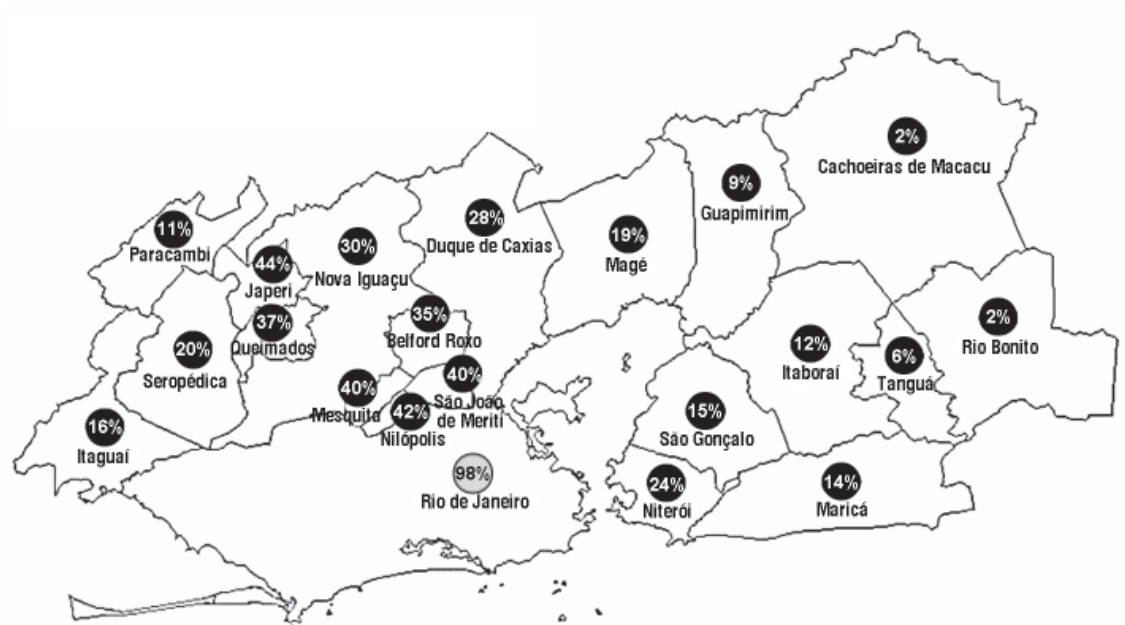 2%
Cachoeiras de Macacu
9%
Guapimirim
11%
Paracambi
28%
Duque de Caxias
19%
Magé
30%
Nova Iguaçu
44%
Japeri
37%
Queimados
35%
Belford Roxo
20%
Seropédica
2%
Rio Bonito
12%
Itaboraí
6%
Tanguá
40%
Mesquita
40%
São João
de Meriti
42%
Nilópolis
15%
São Gonçalo
16%
Itaguaí
98%
Rio de Janeiro
24%
Niterói
14%
Maricá